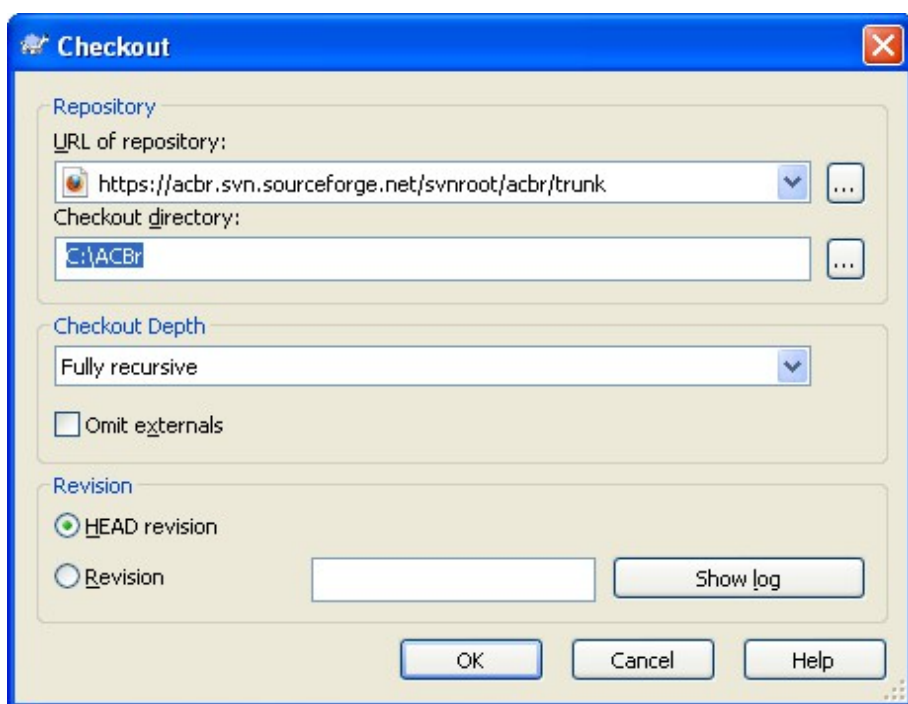 Checkout
Repository
URL of repository:
https://acbr.svn.sourceforge.net/svnroot/acbr/trunk
...
Checkout directory:
C:\ACBr
...
Checkout Depth
Fully recursive
Omit externals
Revision
HEAD revision
Revision
Show log
OK Cancel Help